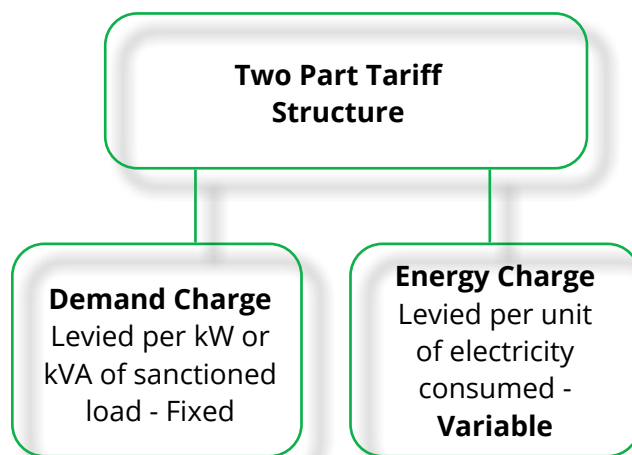 Two Part Tariff
Structure
Demand Charge
Levied per kW or
kVA of sanctioned
load - Fixed
Energy Charge
Levied per unit
of electricity
consumed -
Variable